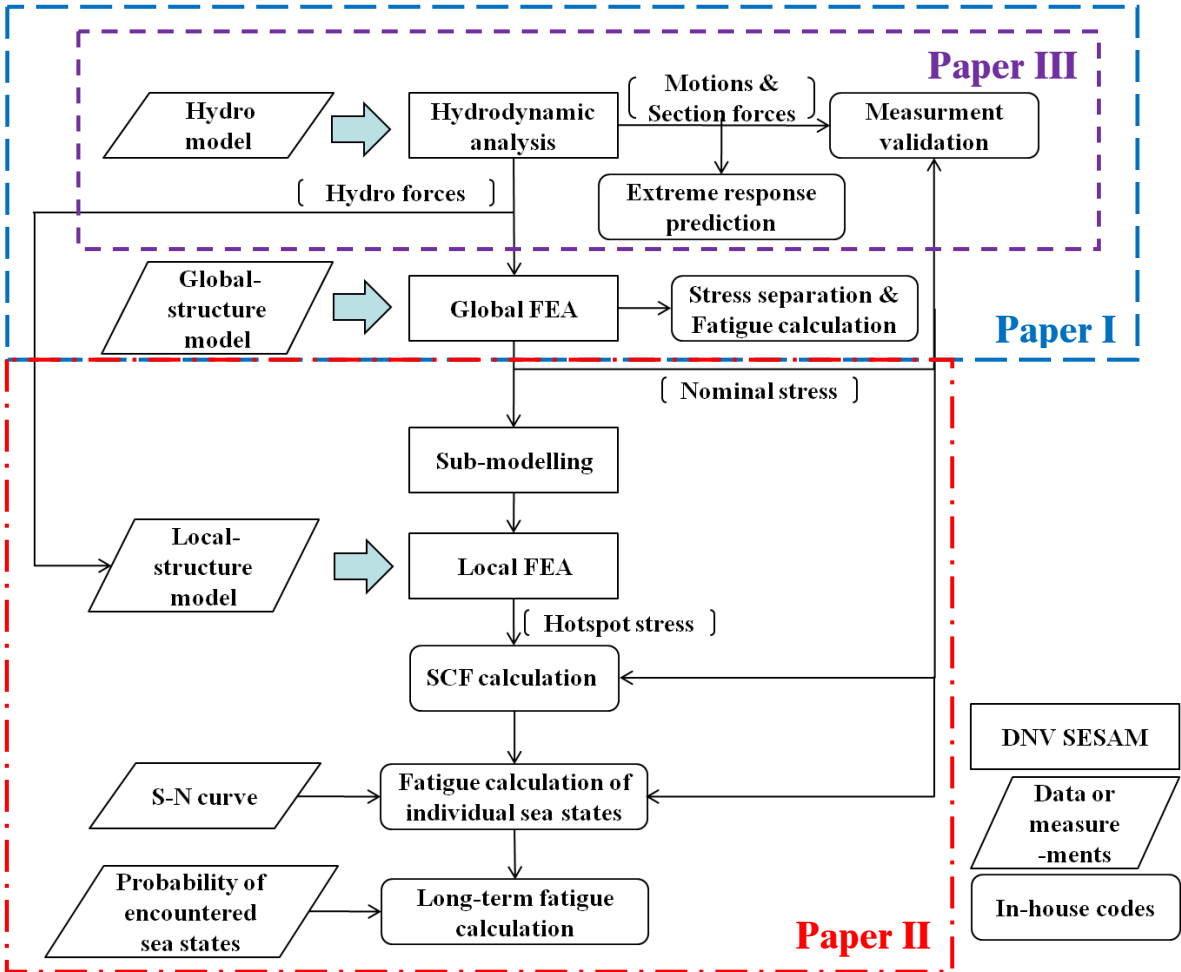 Paper III
Hydro
model
Hydrodynamic
analysis
Motions &
Section forces
Measurment
validation
Hydro forces
Extreme response
prediction
Global-
structure
model
Global FEA
Stress separation &
Fatigue calculation
Paper I
Nominal stress
Sub-modelling
Local-
structure
model
Local FEA
Hotspot stress
SCF calculation
S-N curve
Fatigue calculation of
individual sea states
Probability of
encountered
sea states
Long-term fatigue
calculation
Paper II
DNV SESAM
Data or
measure
-ments
In-house codes